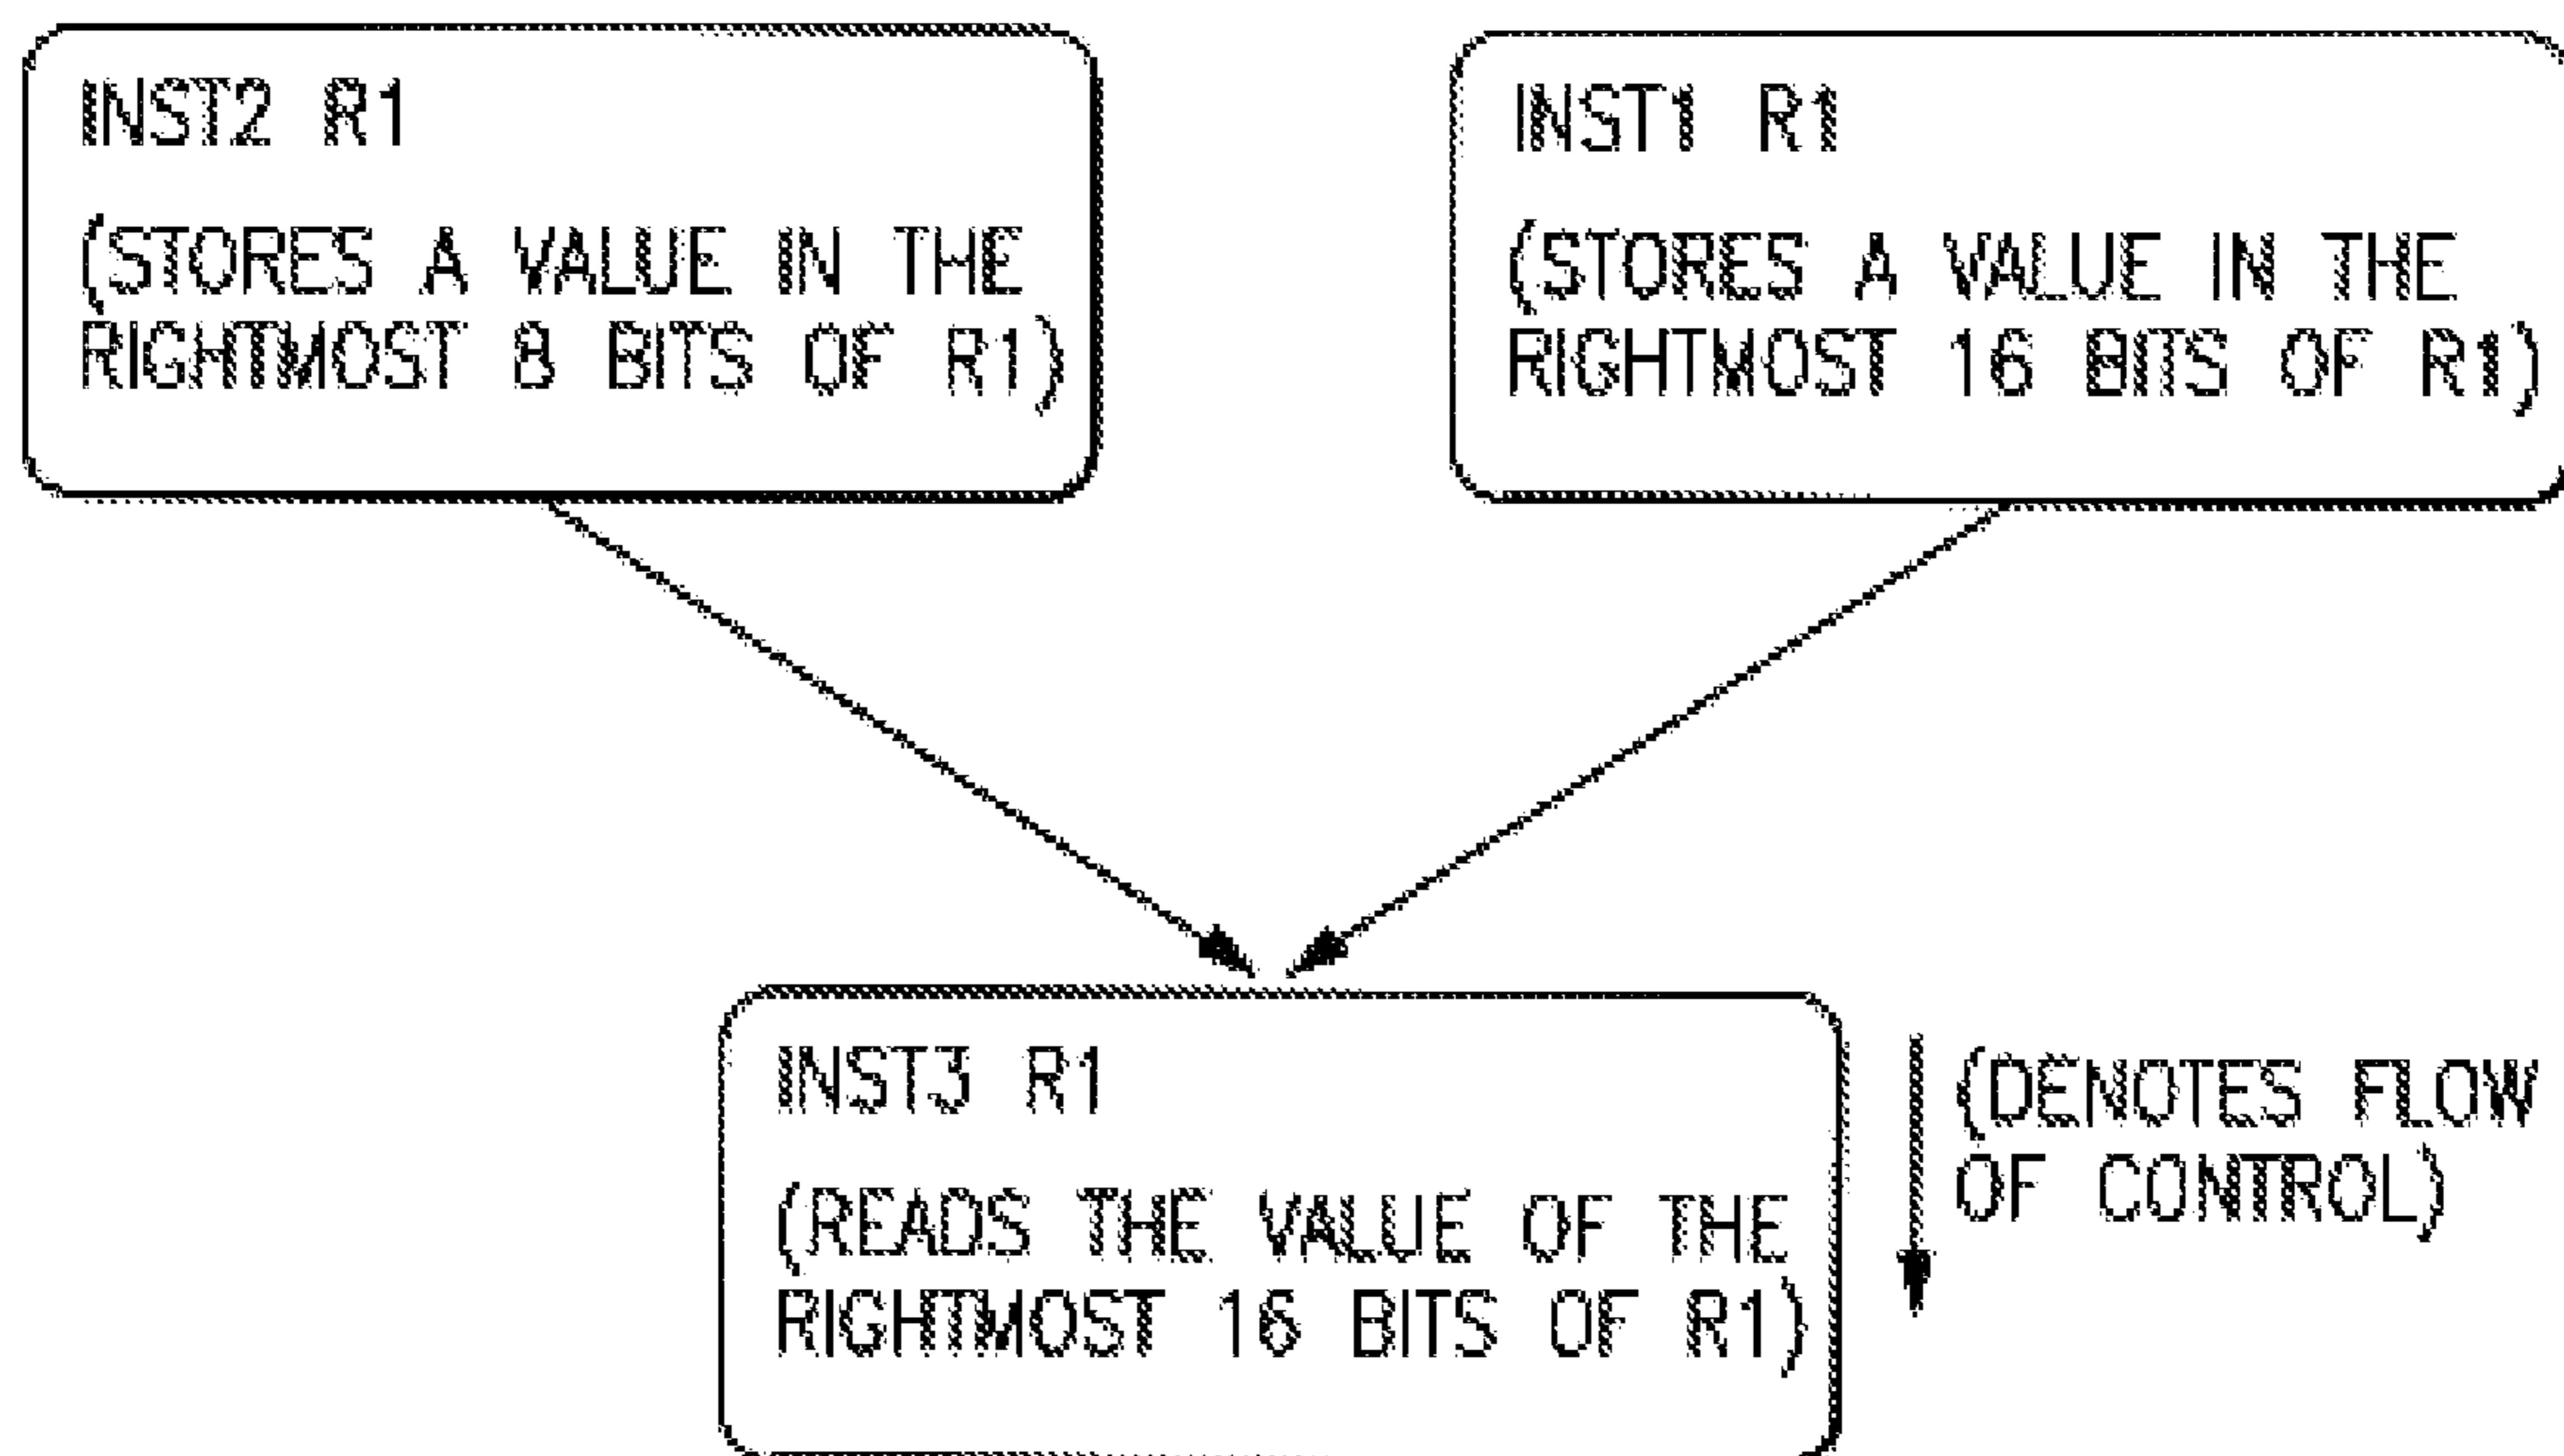 INST2 R1
(STORES A VALUE IN THE
RIGHTMOST 8 BITS OF R1)
INST1 R1
(STORES A VALUE IN THE
RIGHTMOST 16 BITS OF R1)
INST3 R1
(READS THE VALUE OF THE
RIGHTMOST 16 BITS OF R1)
(DENOTES FLOW
OF CONTROL)